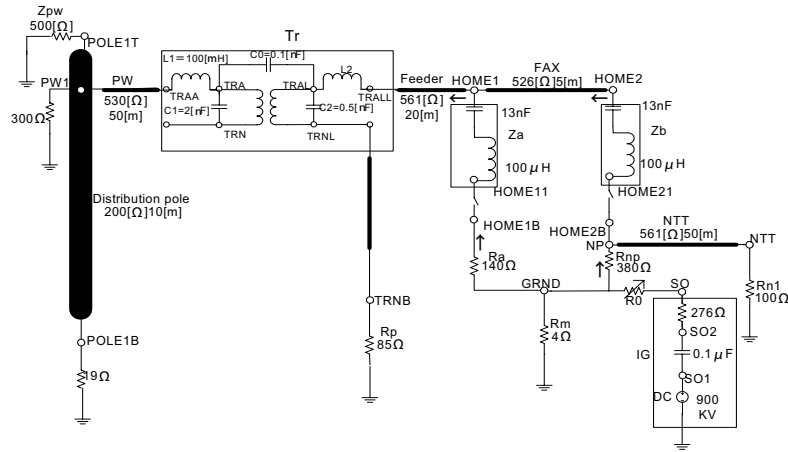 Zpw
500[Ω]
POLE1T
PW1
PW
530[Ω]
50[m]
300Ω
Distribution pole
200[Ω]10[m]
POLE1B
19Ω
Tr
L1=100[mH]
C0=0.1[nF]
L2
TRAA
TRA
TRAL
TRALL
C1=2[nF]
C2=0.5[nF]
TRN
TRNL
TRNB
Rp
85Ω
Feeder
561[Ω]
20[m]
HOME1
FAX
526[Ω]5[m]
HOME2
13nF
Za
100μH
HOME11
HOME1B
Ra
140Ω
13nF
Zb
100μH
HOME21
HOME2B
NP
NTT
561[Ω]50[m]
NTT
Rnp
380Ω
Rn1
100Ω
GRND
R0
SO
Rm
4Ω
276Ω
SO2
IG
0.1μF
SO1
DC
900
KV